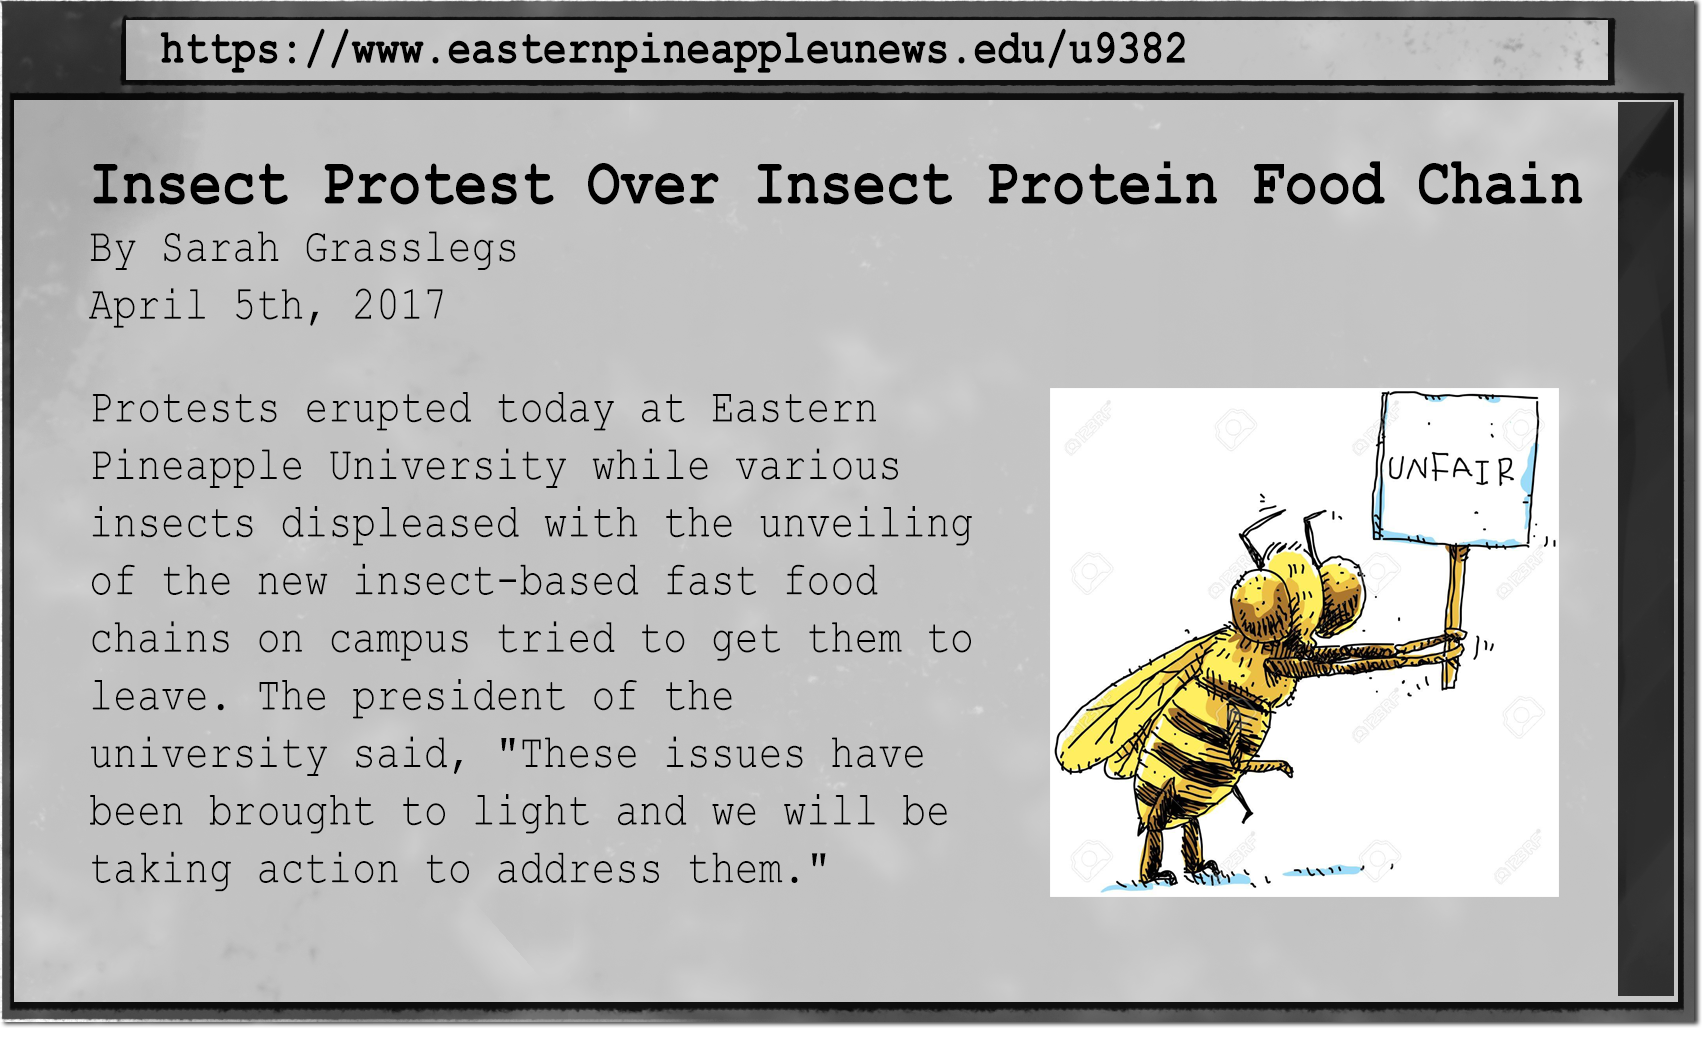 https://www.easternpineappleunews.edu/u9382
Insect Protest Over Insect Protein Food Chain
By Sarah Grasslegs
April 5th, 2017
Protests erupted today at Eastern
Pineapple University while various
insects displeased with the unveiling
of the new insect-based fast food
chains on campus tried to get them to
leave. The president of the
university said, "These issues have
been brought to light and we will be
taking action to address them."
UNFAIR